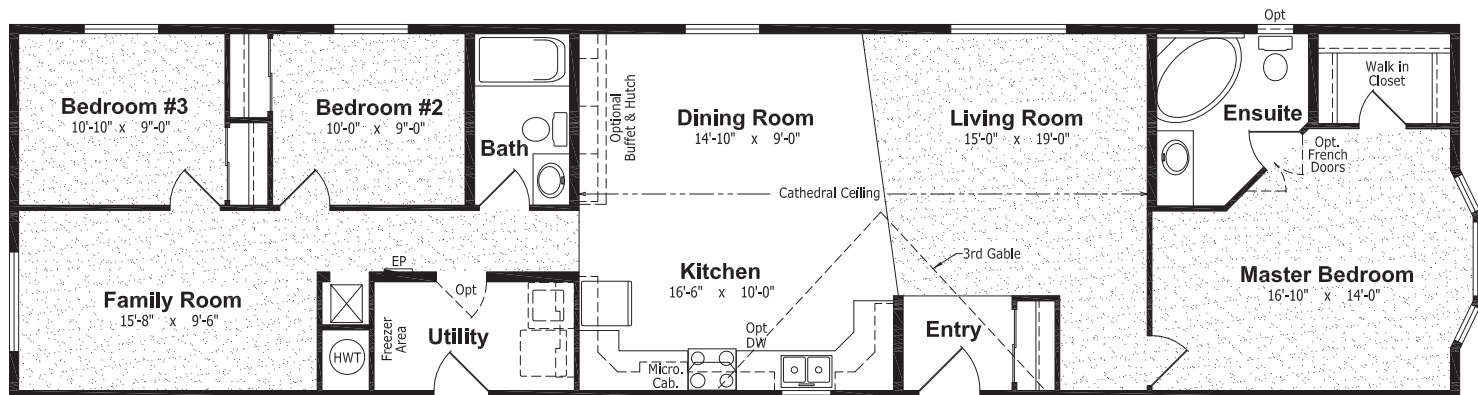 Opt
Bedroom #3
10'-10" x 9"-0"
Bedroom #2
10'-0" x 9'-0"
Bath
Optional
Buffet & Hutch
Dining Room
14'-10" x 9'-0"
Living Room
15'-0" x 19'-0"
Ensuite
Walk in
Closet
Opt.
French
Doors
Cathedral Ceiling
3rd Gable
EP
Opt
Family Room
15'-8" x 9'-6"
HWT
Freezer
Area
Utility
Kitchen
16'-6" x 10'-0"
Opt
DW
Micro.
Cab.
Entry
Master Bedroom
16'-10" x 14'-0"